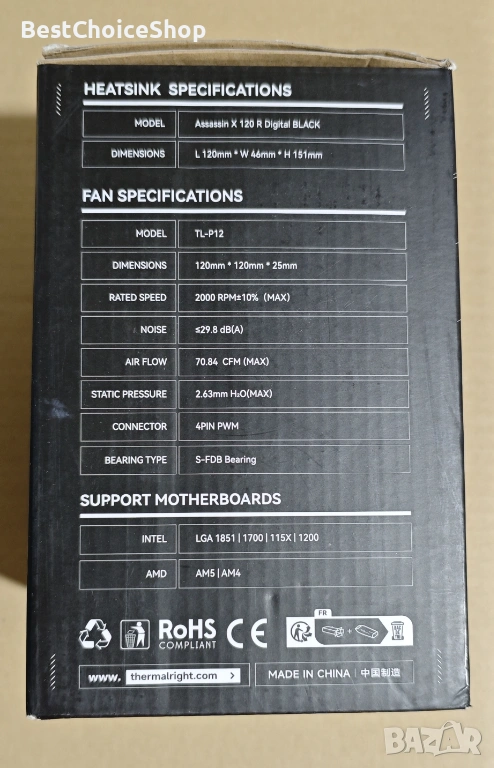 BestChoiceShop
HEATSINK SPECIFICATIONS
MODEL Assassin X 120 R Digital BLACK
DIMENSIONS L 120mm * W 46mm * H 151mm
FAN SPECIFICATIONS
MODEL TL-P12
DIMENSIONS 120mm * 120mm * 25mm
RATED SPEED 2000 RPM±10% (MAX)
NOISE ≤29.8 dB(A)
AIR FLOW 70.84 CFM (MAX)
STATIC PRESSURE 2.63mm H₂O(MAX)
CONNECTOR 4PIN PWM
BEARING TYPE S-FDB Bearing
SUPPORT MOTHERBOARDS
INTEL LGA 1851 | 1700 | 115X | 1200
AMD AM5 | AM4
FR
RoHS
COMPLIANT
CE
www. thermalright.com
MADE IN CHINA | 中国制造
BAZAR